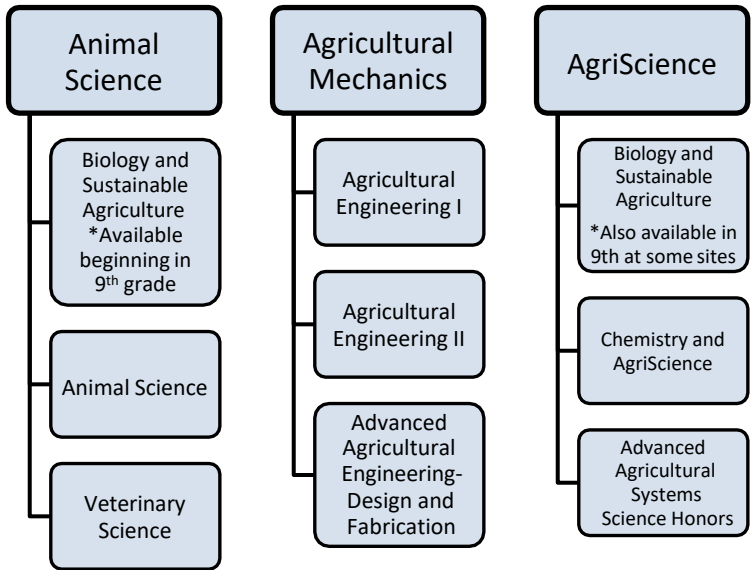 Animal
Science
Biology and
Sustainable
Agriculture
*Available
beginning in
9th grade
Animal Science
Veterinary
Science
Agricultural
Mechanics
Agricultural
Engineering I
Agricultural
Engineering II
Advanced
Agricultural
Engineering-
Design and
Fabrication
AgriScience
Biology and
Sustainable
Agriculture
*Also available in
9th at some sites
Chemistry and
AgriScience
Advanced
Agricultural
Systems
Science Honors